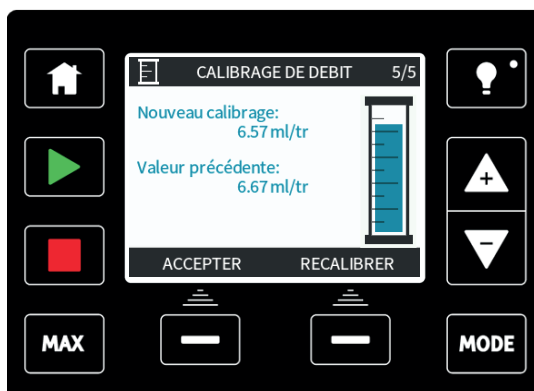 CALIBRAGE DE DEBIT 5/5
Nouveau calibrage:
6.57 ml/tr
Valeur précédente:
6.67 ml/tr
ACCEPTER RECALIBRER
MAX MODE